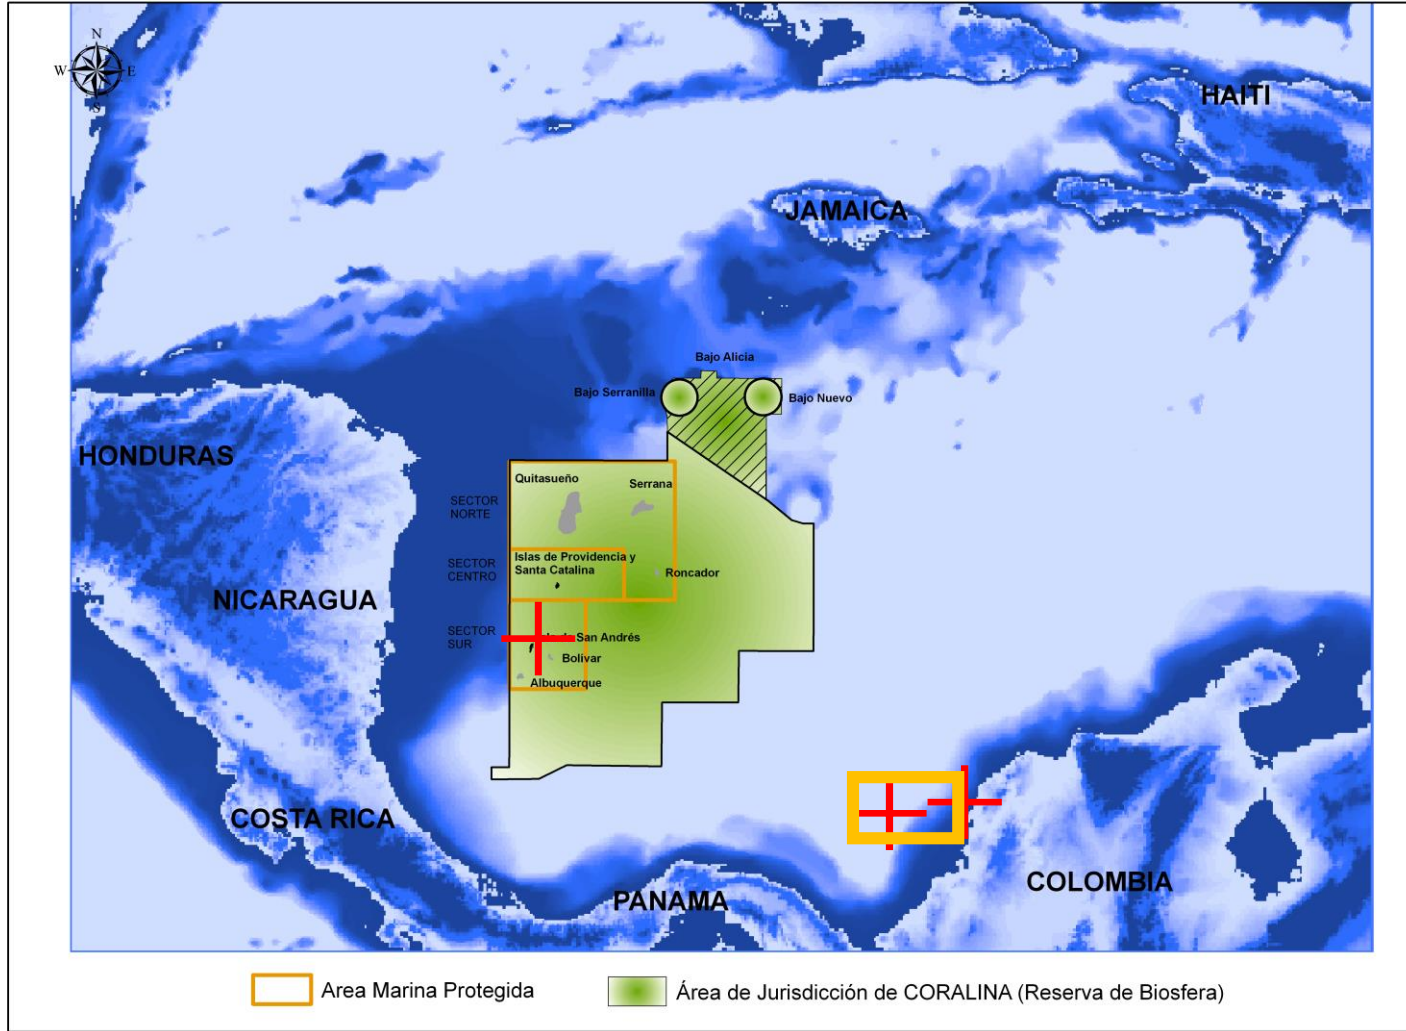 N
W E
S
HAITI
JAMAICA
Bajo Alicia
Bajo Serranilla
Bajo Nuevo
HONDURAS
Quitasueño
Serrana
SECTOR
NORTE
Islas de Providencia y
Santa Catalina
SECTOR
CENTRO
Roncador
NICARAGUA
SECTOR
SUR
San Andrés
Bolívar
Albuquerque
COSTA RICA
PANAMA
COLOMBIA
Area Marina Protegida
Área de Jurisdicción de CORALINA (Reserva de Biosfera)